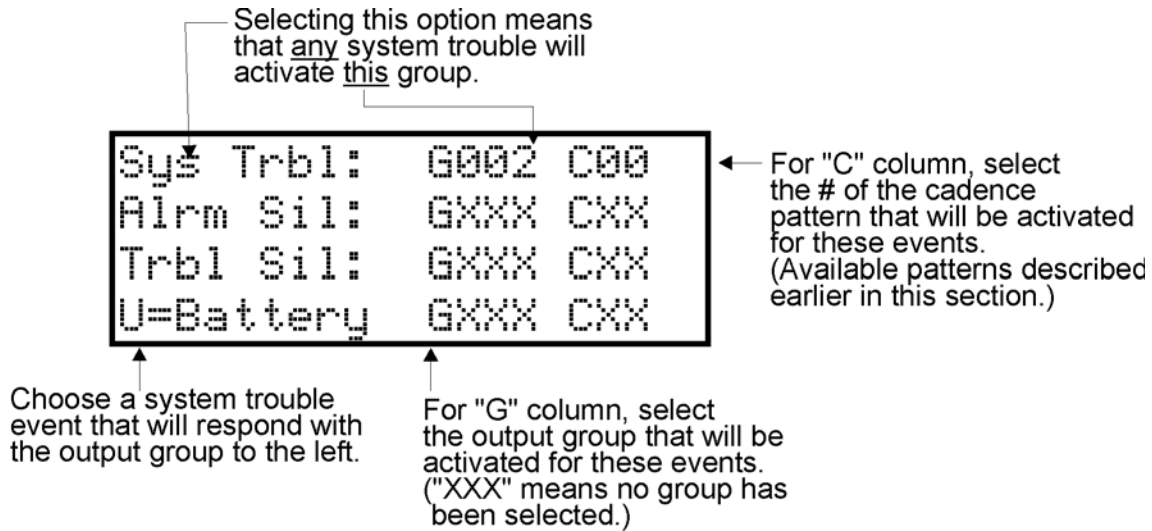 Selecting this option means
that any system trouble will
activate this group.
Sys Trbl: G002 C00
Alrm Sil: GXXX CXX
Trbl Sil: GXXX CXX
U=Battery GXXX CXX
For "C" column, select
the # of the cadence
pattern that will be activated
for these events.
(Available patterns described
earlier in this section.)
Choose a system trouble
event that will respond with
the output group to the left.
For "G" column, select
the output group that will be
activated for these events.
("XXX" means no group has
been selected.)